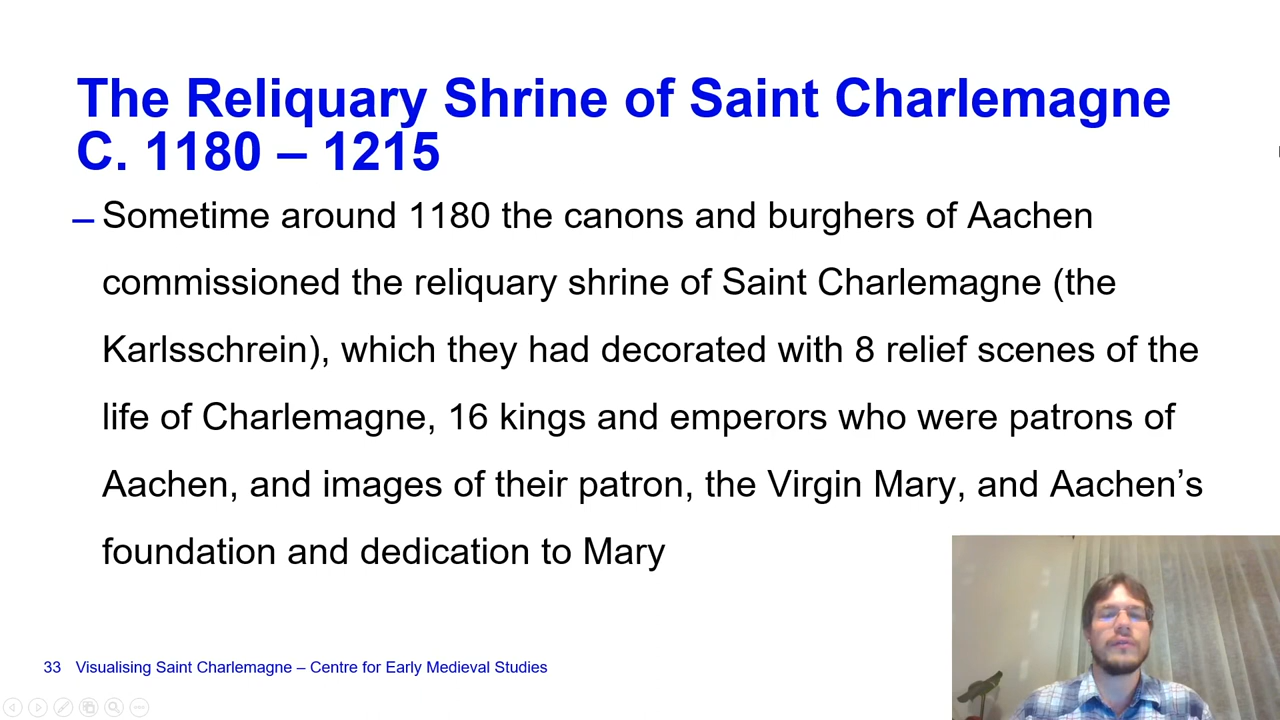 The Reliquary Shrine of Saint Charlemagne
C. 1180 – 1215
– Sometime around 1180 the canons and burghers of Aachen
commissioned the reliquary shrine of Saint Charlemagne (the
Karlsschrein), which they had decorated with 8 relief scenes of the
life of Charlemagne, 16 kings and emperors who were patrons of
Aachen, and images of their patron, the Virgin Mary, and Aachen’s
foundation and dedication to Mary
33 Visualising Saint Charlemagne – Centre for Early Medieval Studies